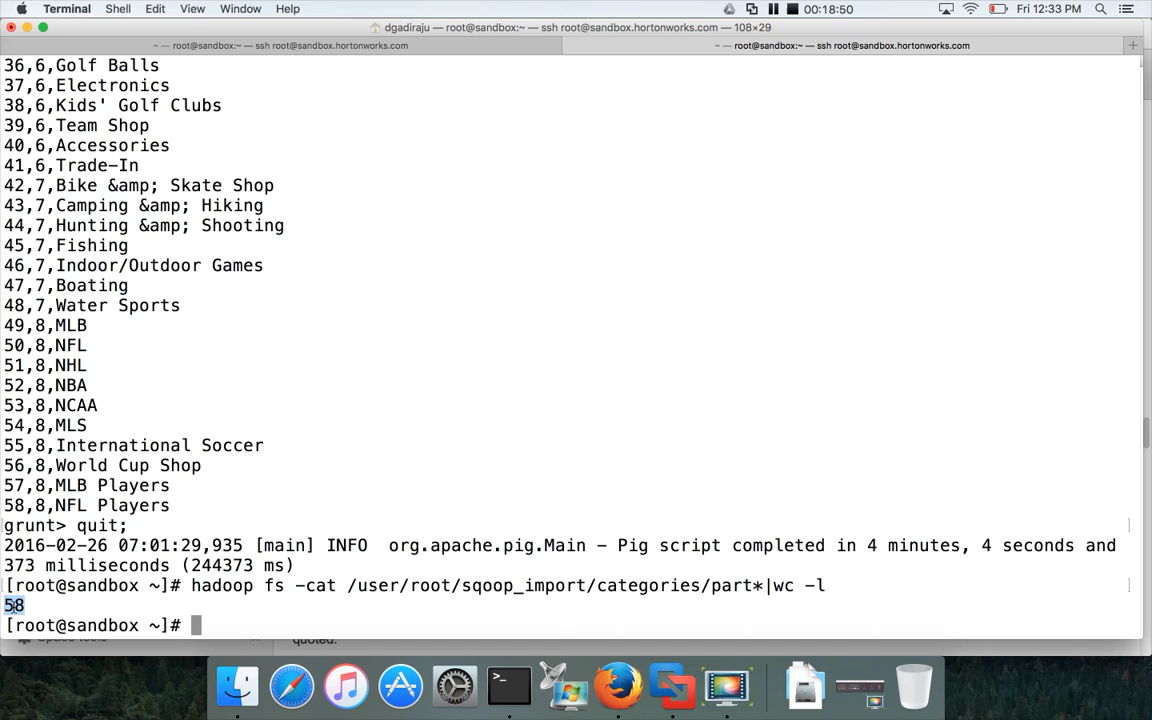 Terminal Shell Edit View Window Help 00:18:50 Fri 12:33 PM
dgadiraju — root@sandbox:~ — ssh root@sandbox.hortonworks.com — 108×29
~ — root@sandbox:~ — ssh root@sandbox.hortonworks.com ~ — root@sandbox:~ — ssh root@sandbox.hortonworks.com +
36,6,Golf Balls
37,6,Electronics
38,6,Kids' Golf Clubs
39,6,Team Shop
40,6,Accessories
41,6,Trade-In
42,7,Bike &amp; Skate Shop
43,7,Camping &amp; Hiking
44,7,Hunting &amp; Shooting
45,7,Fishing
46,7,Indoor/Outdoor Games
47,7,Boating
48,7,Water Sports
49,8,MLB
50,8,NFL
51,8,NHL
52,8,NBA
53,8,NCAA
54,8,MLS
55,8,International Soccer
56,8,World Cup Shop
57,8,MLB Players
58,8,NFL Players
grunt> quit;
2016-02-26 07:01:29,935 [main] INFO  org.apache.pig.Main - Pig script completed in 4 minutes, 4 seconds and
373 milliseconds (244373 ms)
[root@sandbox ~]# hadoop fs -cat /user/root/sqoop_import/categories/part*|wc -l
58
[root@sandbox ~]#
quoted.